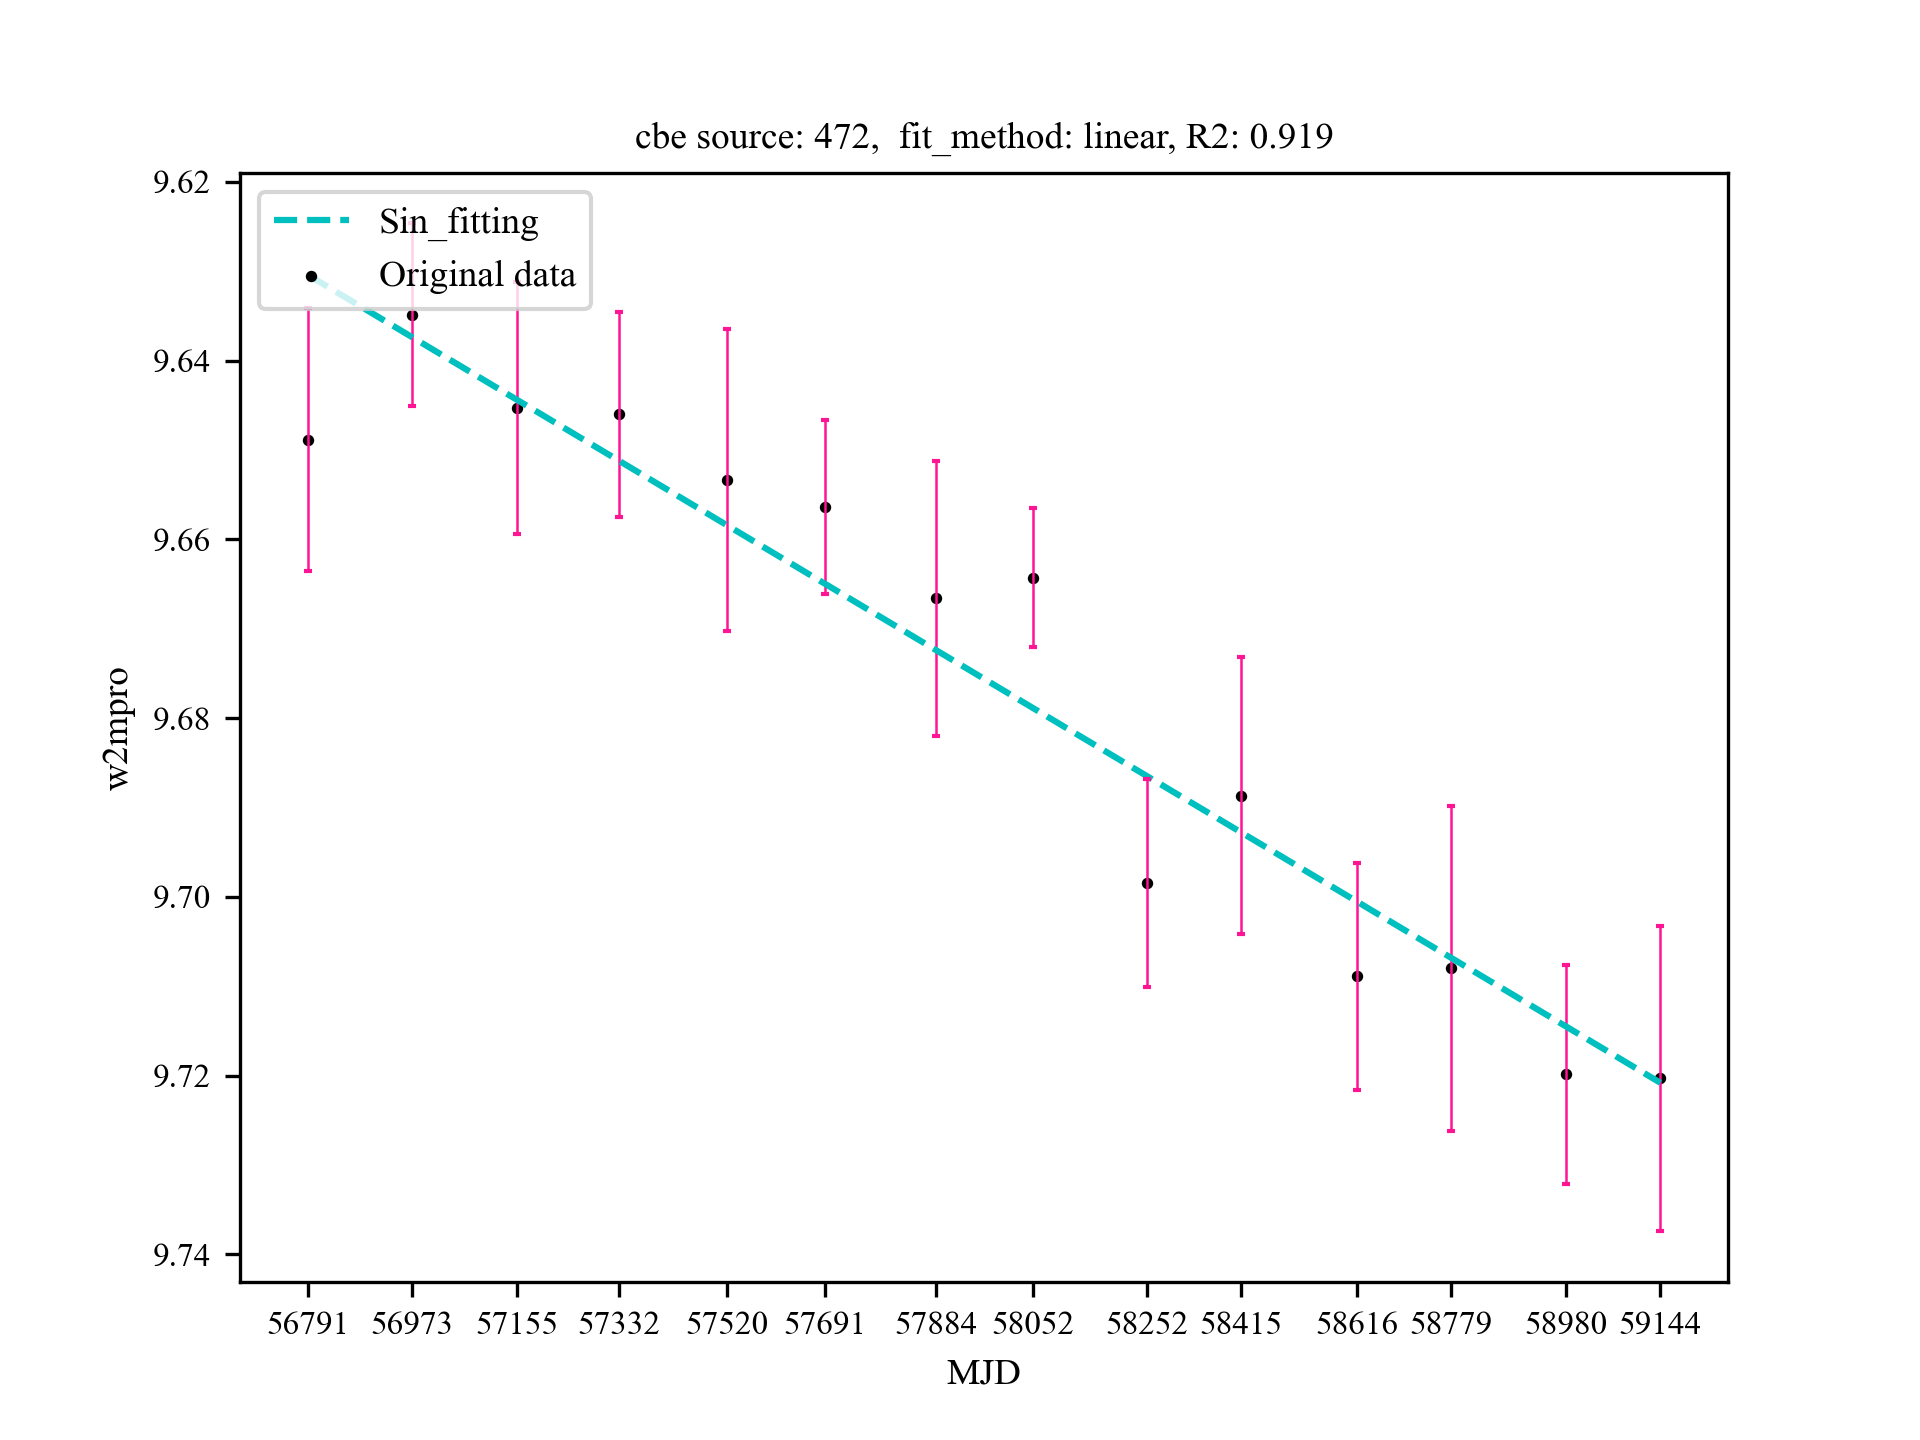 cbe source: 472,  fit_method: linear, R2: 0.919
Sin_fitting
Original data
9.62
9.64
9.66
9.68
9.70
9.72
9.74
w2mpro
56791 56973 57155 57332 57520 57691 57884 58052 58252 58415 58616 58779 58980 59144
MJD